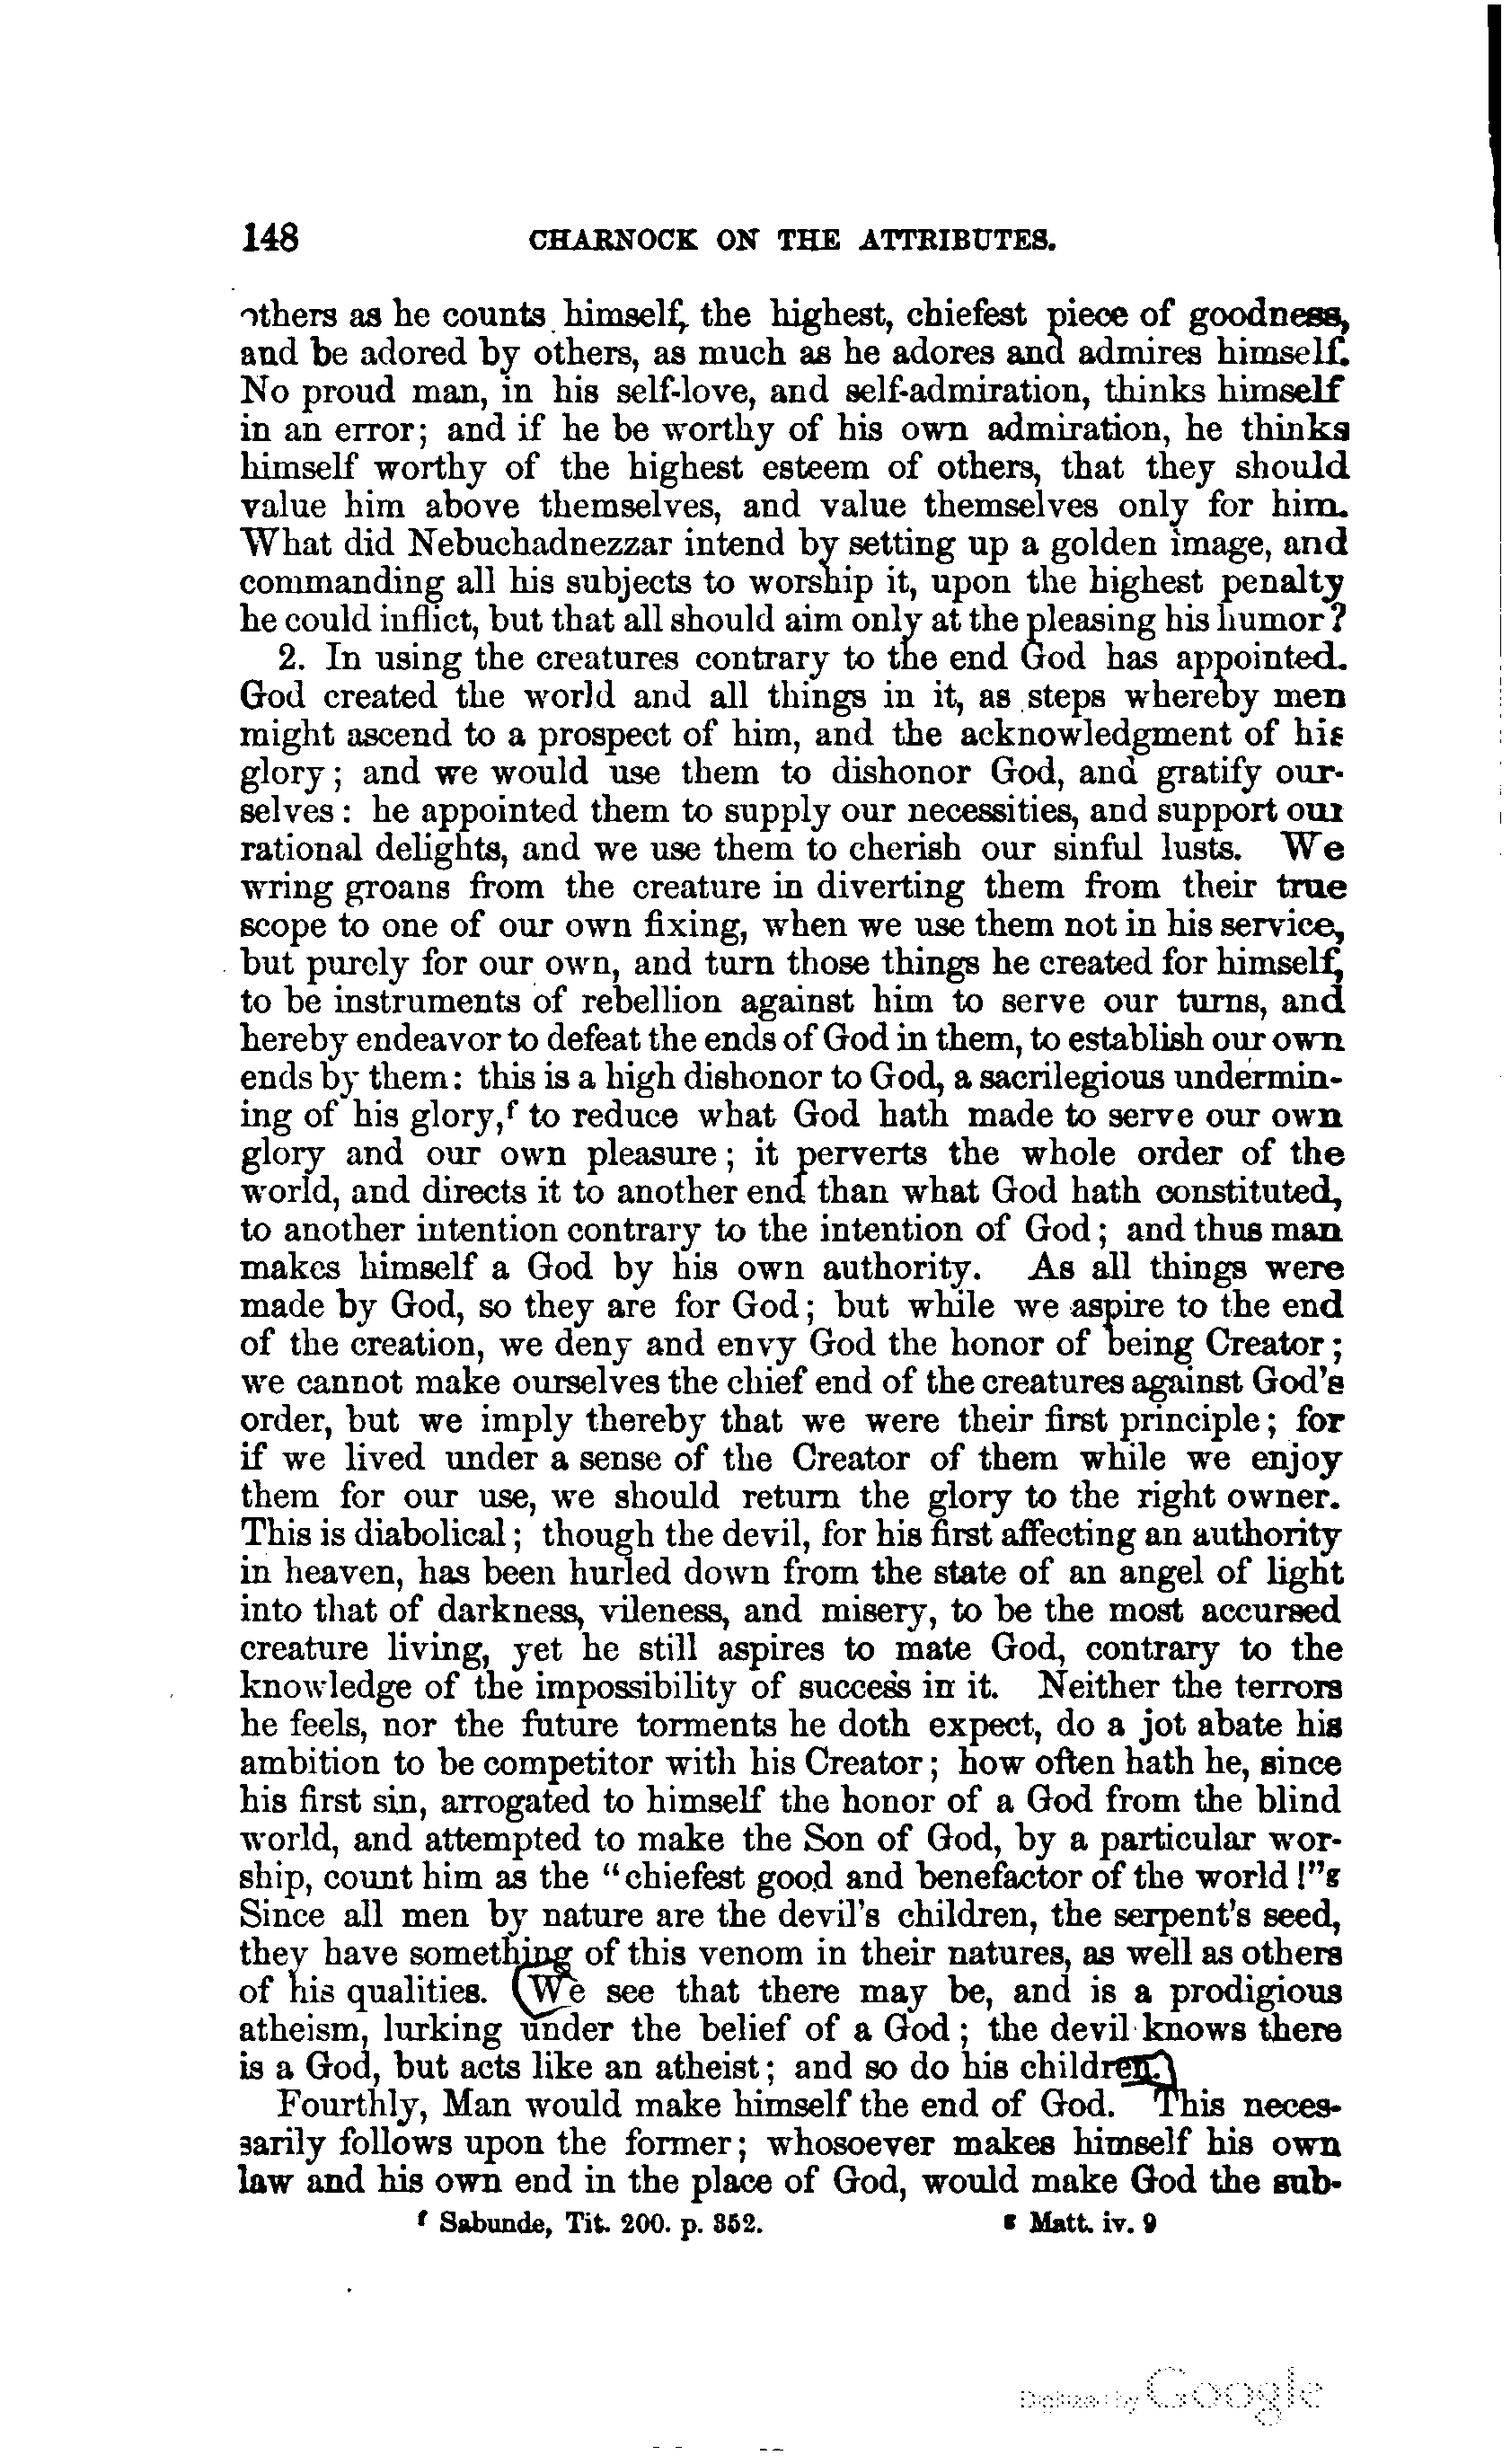 148 CHARNOCK ON THE ATTRIBUTES.
others as he counts himself, the highest, chiefest piece of goodness,
and be adored by others, as much as he adores and admires himself.
No proud man, in his self-love, and self-admiration, thinks himself
in an error; and if he be worthy of his own admiration, he thinks
himself worthy of the highest esteem of others, that they should
value him above themselves, and value themselves only for him.
What did Nebuchadnezzar intend by setting up a golden image, and
commanding all his subjects to worship it, upon the highest penalty
he could inflict, but that all should aim only at the pleasing his humor?
2. In using the creatures contrary to the end God has appointed.
God created the world and all things in it, as steps whereby men
might ascend to a prospect of him, and the acknowledgment of his
glory; and we would use them to dishonor God, and gratify our-
selves: he appointed them to supply our necessities, and support our
rational delights, and we use them to cherish our sinful lusts. We
wring groans from the creature in diverting them from their true
scope to one of our own fixing, when we use them not in his service,
but purely for our own, and turn those things he created for himself,
to be instruments of rebellion against him to serve our turns, and
hereby endeavor to defeat the ends of God in them, to establish our own
ends by them: this is a high dishonor to God, a sacrilegious undermin-
ing of his glory,f to reduce what God hath made to serve our own
glory and our own pleasure; it perverts the whole order of the
world, and directs it to another end than what God hath constituted,
to another intention contrary to the intention of God; and thus man
makes himself a God by his own authority. As all things were
made by God, so they are for God; but while we aspire to the end
of the creation, we deny and envy God the honor of being Creator;
we cannot make ourselves the chief end of the creatures against God's
order, but we imply thereby that we were their first principle; for
if we lived under a sense of the Creator of them while we enjoy
them for our use, we should return the glory to the right owner.
This is diabolical; though the devil, for his first affecting an authority
in heaven, has been hurled down from the state of an angel of light
into that of darkness, vileness, and misery, to be the most accursed
creature living, yet he still aspires to mate God, contrary to the
knowledge of the impossibility of success in it. Neither the terrors
he feels, nor the future torments he doth expect, do a jot abate his
ambition to be competitor with his Creator; how often hath he, since
his first sin, arrogated to himself the honor of a God from the blind
world, and attempted to make the Son of God, by a particular wor-
ship, count him as the "chiefest good and benefactor of the world!"g
Since all men by nature are the devil's children, the serpent's seed,
they have something of this venom in their natures, as well as others
of his qualities. We see that there may be, and is a prodigious
atheism, lurking under the belief of a God; the devil knows there
is a God, but acts like an atheist; and so do his children.
Fourthly, Man would make himself the end of God. This neces-
sarily follows upon the former; whosoever makes himself his own
law and his own end in the place of God, would make God the sub-
f Sabunde, Tit. 200. p. 352. g Matt. iv. 9
Digitized by Google